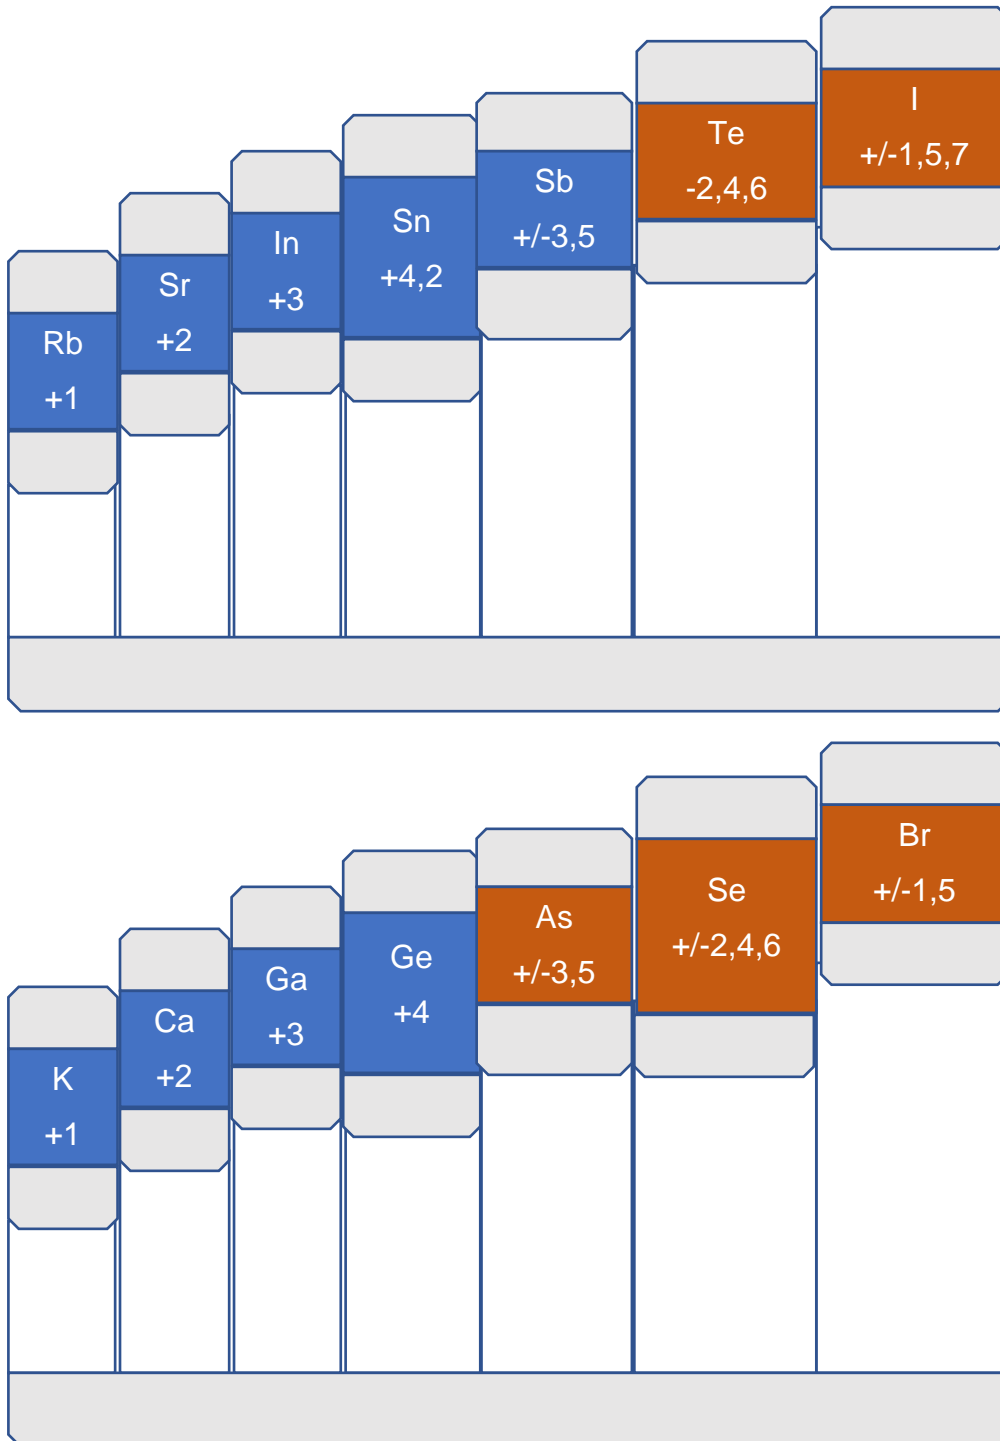 Rb
+1
Sr
+2
In
+3
Sn
+4,2
Sb
+/-3,5
Te
-2,4,6
I
+/-1,5,7
K
+1
Ca
+2
Ga
+3
Ge
+4
As
+/-3,5
Se
+/-2,4,6
Br
+/-1,5